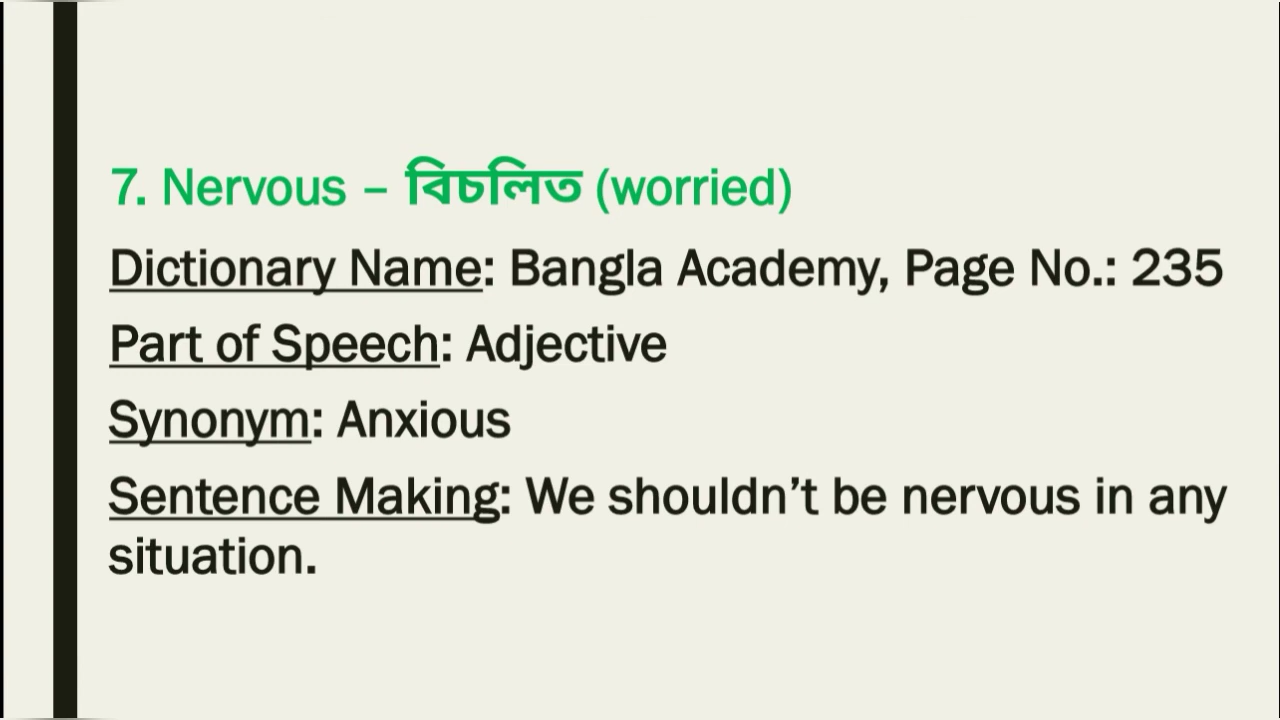 7. Nervous – বিচলিত (worried)
Dictionary Name: Bangla Academy, Page No.: 235
Part of Speech: Adjective
Synonym: Anxious
Sentence Making: We shouldn’t be nervous in any
situation.